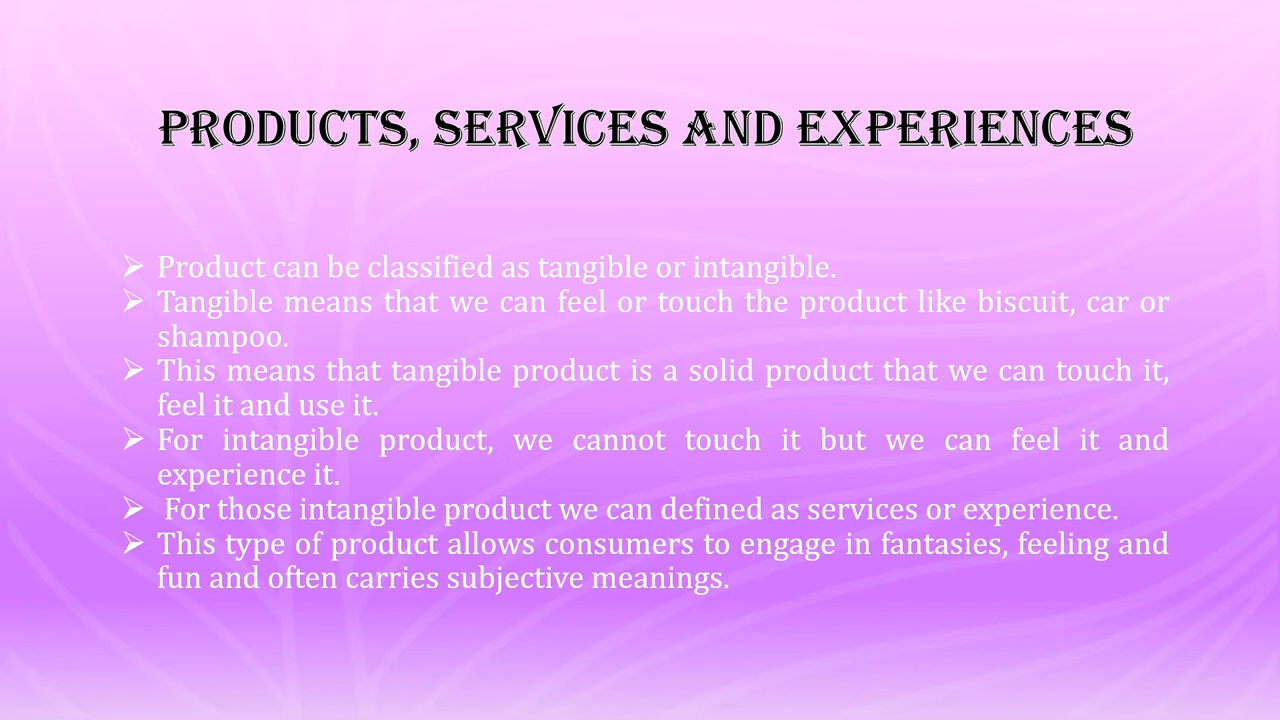 PRODUCTS, SERVICES AND EXPERIENCES
➢ Product can be classified as tangible or intangible.
➢ Tangible means that we can feel or touch the product like biscuit, car or
shampoo.
➢ This means that tangible product is a solid product that we can touch it,
feel it and use it.
➢ For intangible product, we cannot touch it but we can feel it and
experience it.
➢ For those intangible product we can defined as services or experience.
➢ This type of product allows consumers to engage in fantasies, feeling and
fun and often carries subjective meanings.